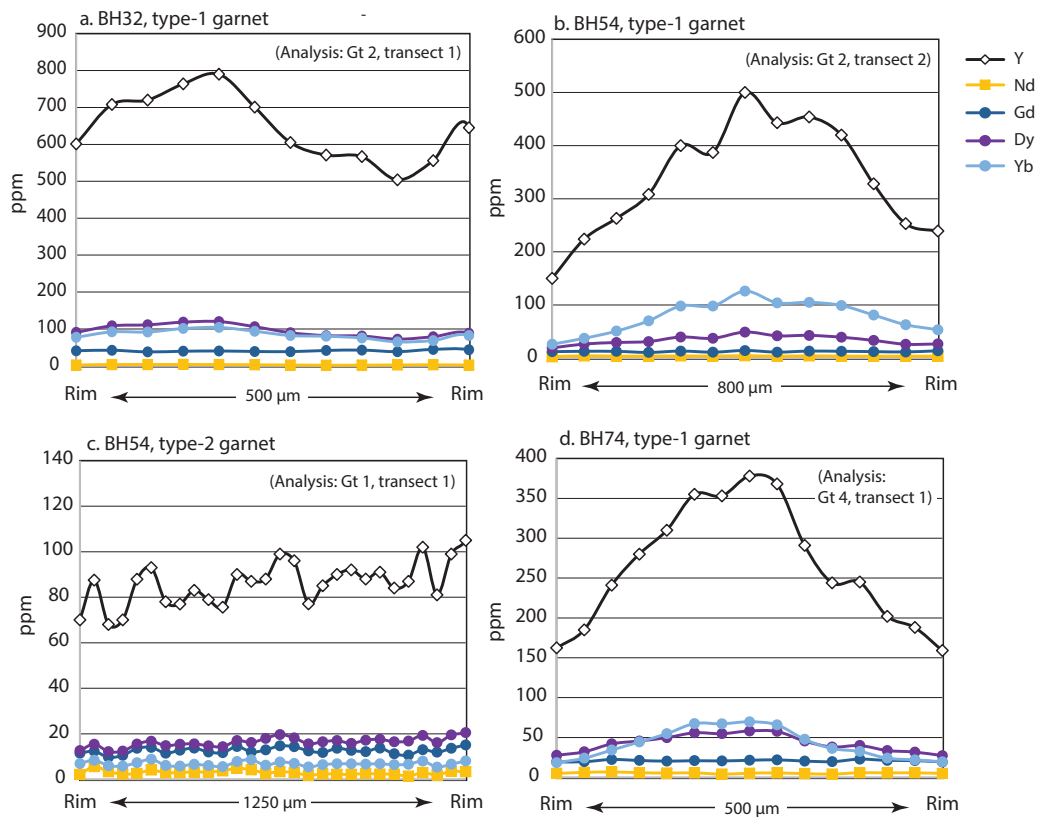 a. BH32, type-1 garnet
-
(Analysis: Gt 2, transect 1)
900
800
700
600
500
400
300
200
100
0
ppm
Rim
500 µm
Rim
b. BH54, type-1 garnet
(Analysis: Gt 2, transect 2)
600
500
400
300
200
100
0
ppm
Rim
800 µm
Rim
Y
Nd
Gd
Dy
Yb
c. BH54, type-2 garnet
(Analysis: Gt 1, transect 1)
140
120
100
80
60
40
20
0
ppm
Rim
1250 µm
Rim
d. BH74, type-1 garnet
(Analysis:
Gt 4, transect 1)
400
350
300
250
200
150
100
50
0
ppm
Rim
500 µm
Rim